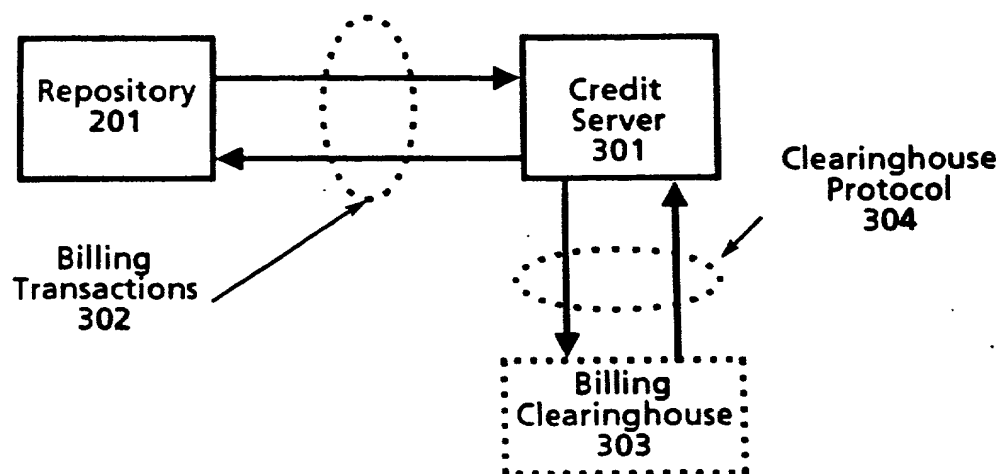 Repository
201
Credit
Server
301
Clearinghouse
Protocol
304
Billing
Transactions
302
Billing
Clearinghouse
303